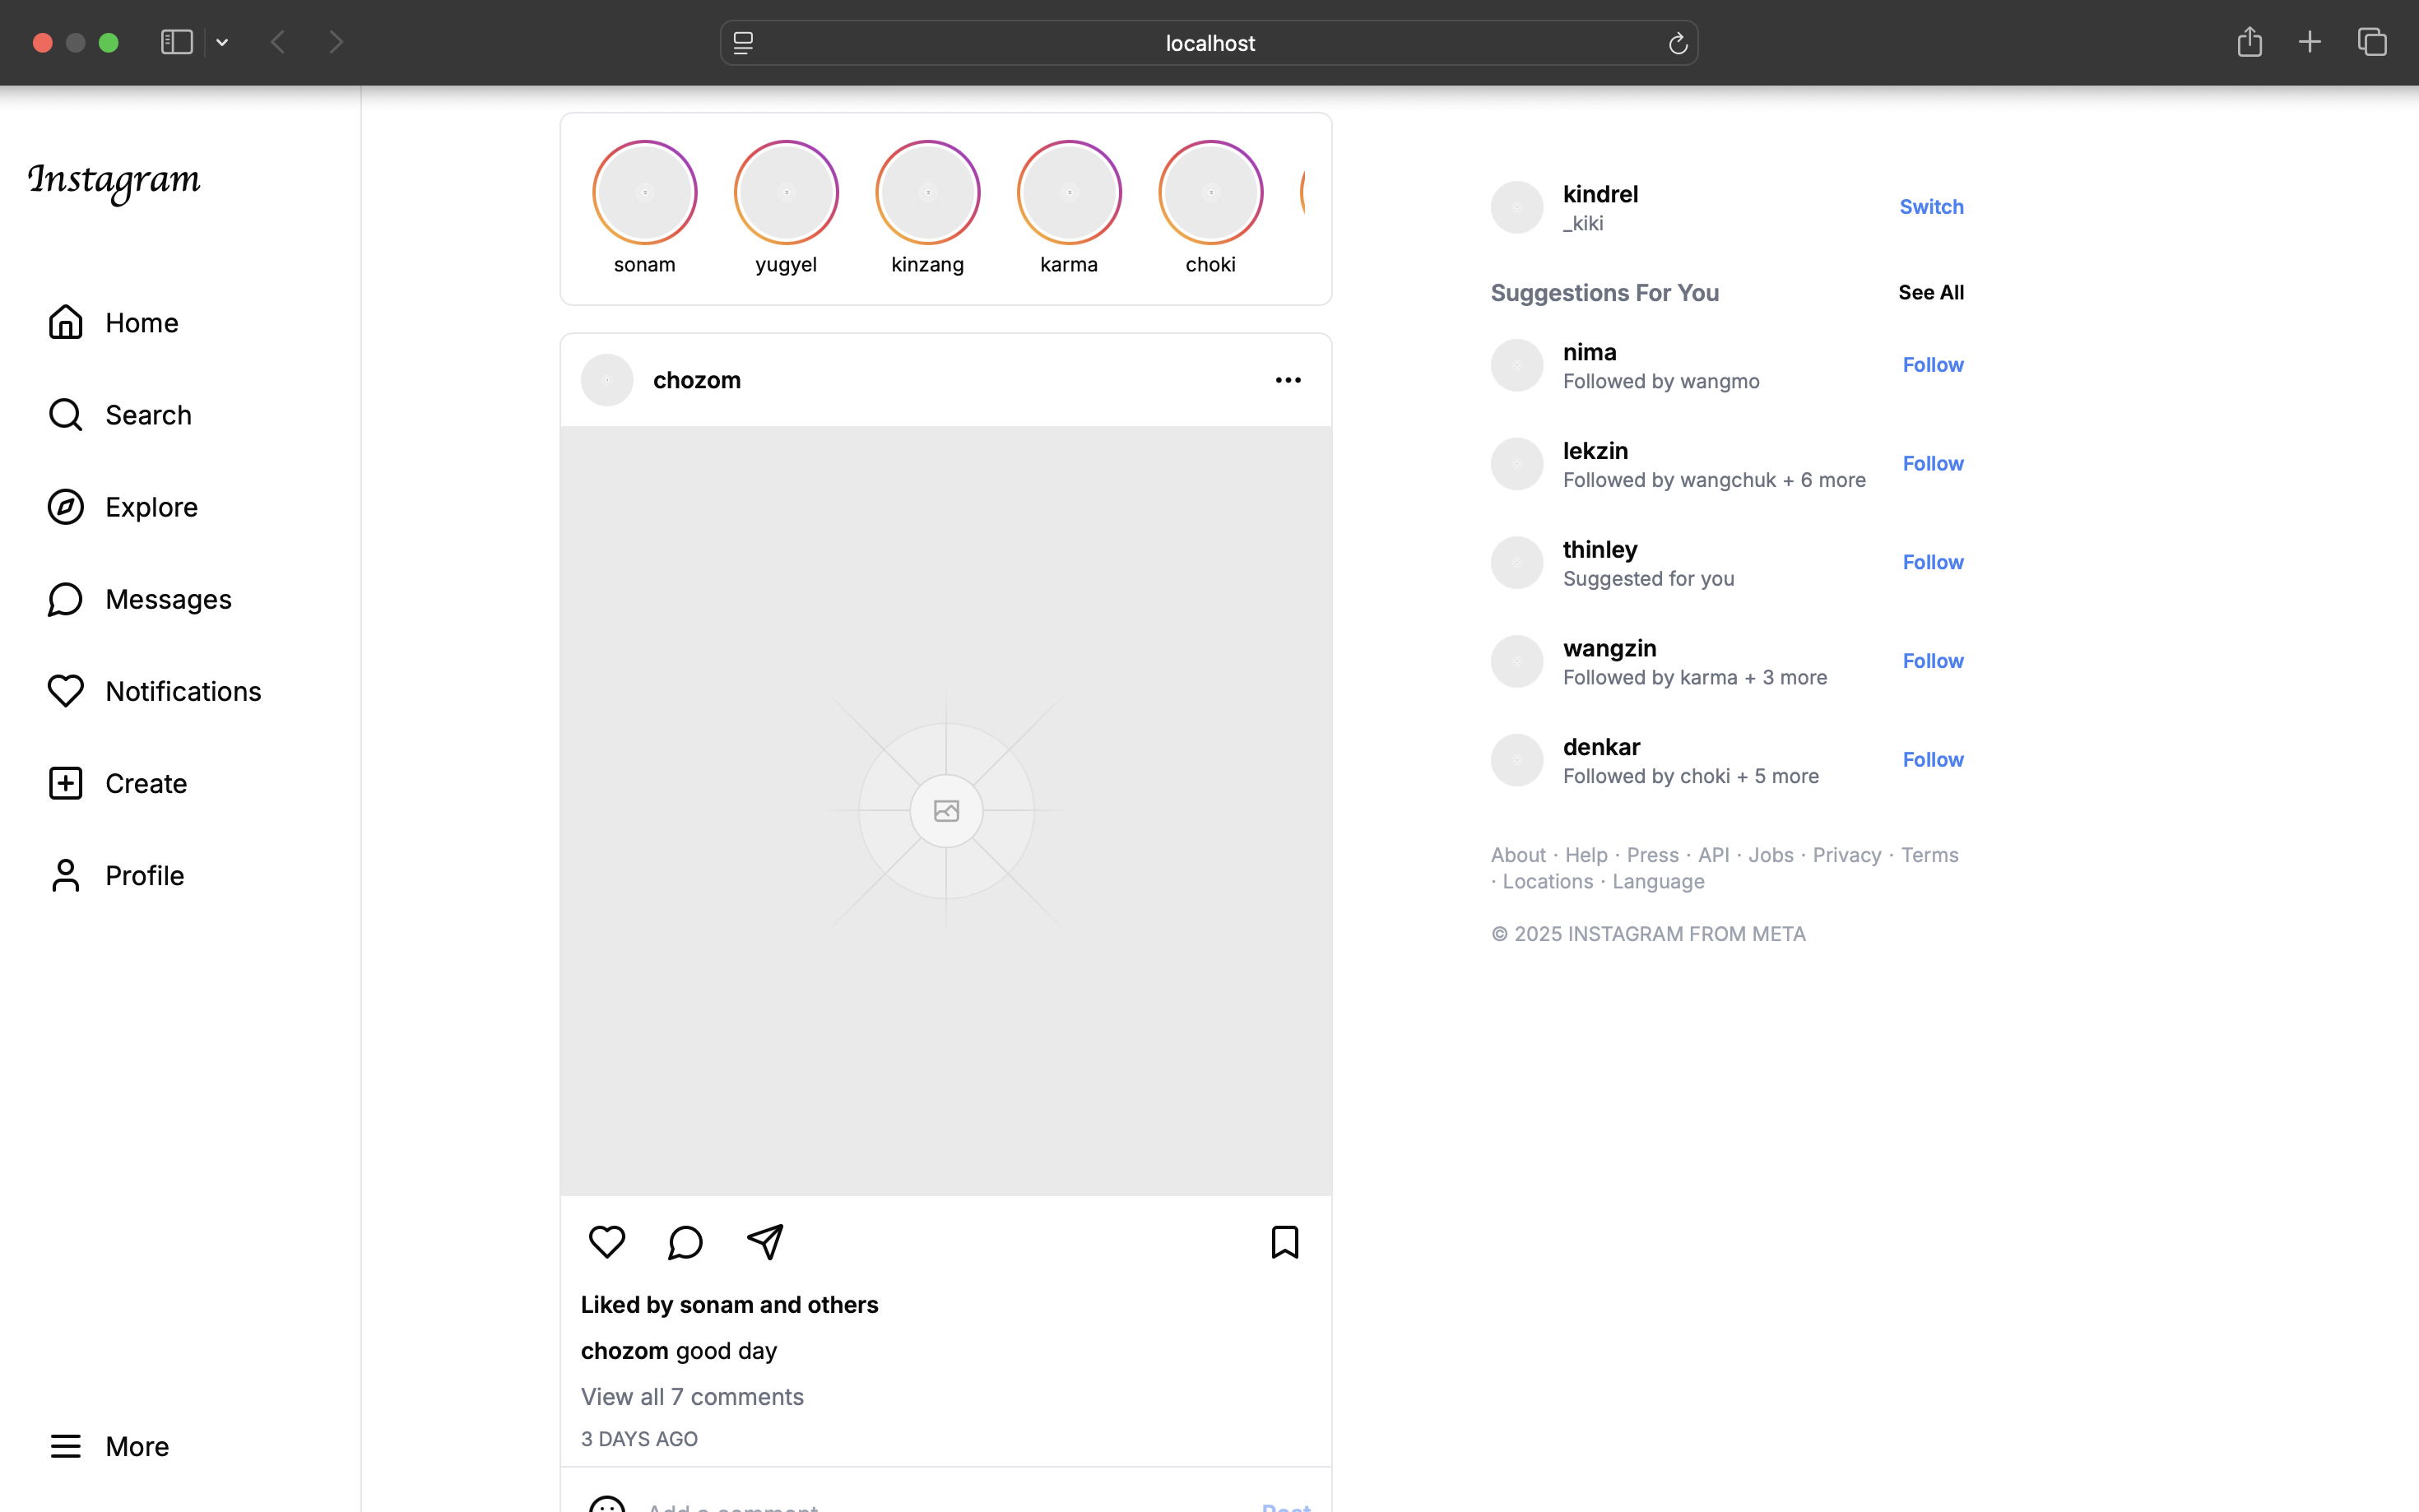 localhost
Instagram
Home
Search
Explore
Messages
Notifications
Create
Profile
More
sonam yugyel kinzang karma choki
chozom
Liked by sonam and others
chozom good day
View all 7 comments
3 DAYS AGO
Add a comment
Post
kindrel
_kiki
Switch
Suggestions For You See All
nima
Followed by wangmo
Follow
lekzin
Followed by wangchuk + 6 more
Follow
thinley
Suggested for you
Follow
wangzin
Followed by karma + 3 more
Follow
denkar
Followed by choki + 5 more
Follow
About · Help · Press · API · Jobs · Privacy · Terms
· Locations · Language
© 2025 INSTAGRAM FROM META